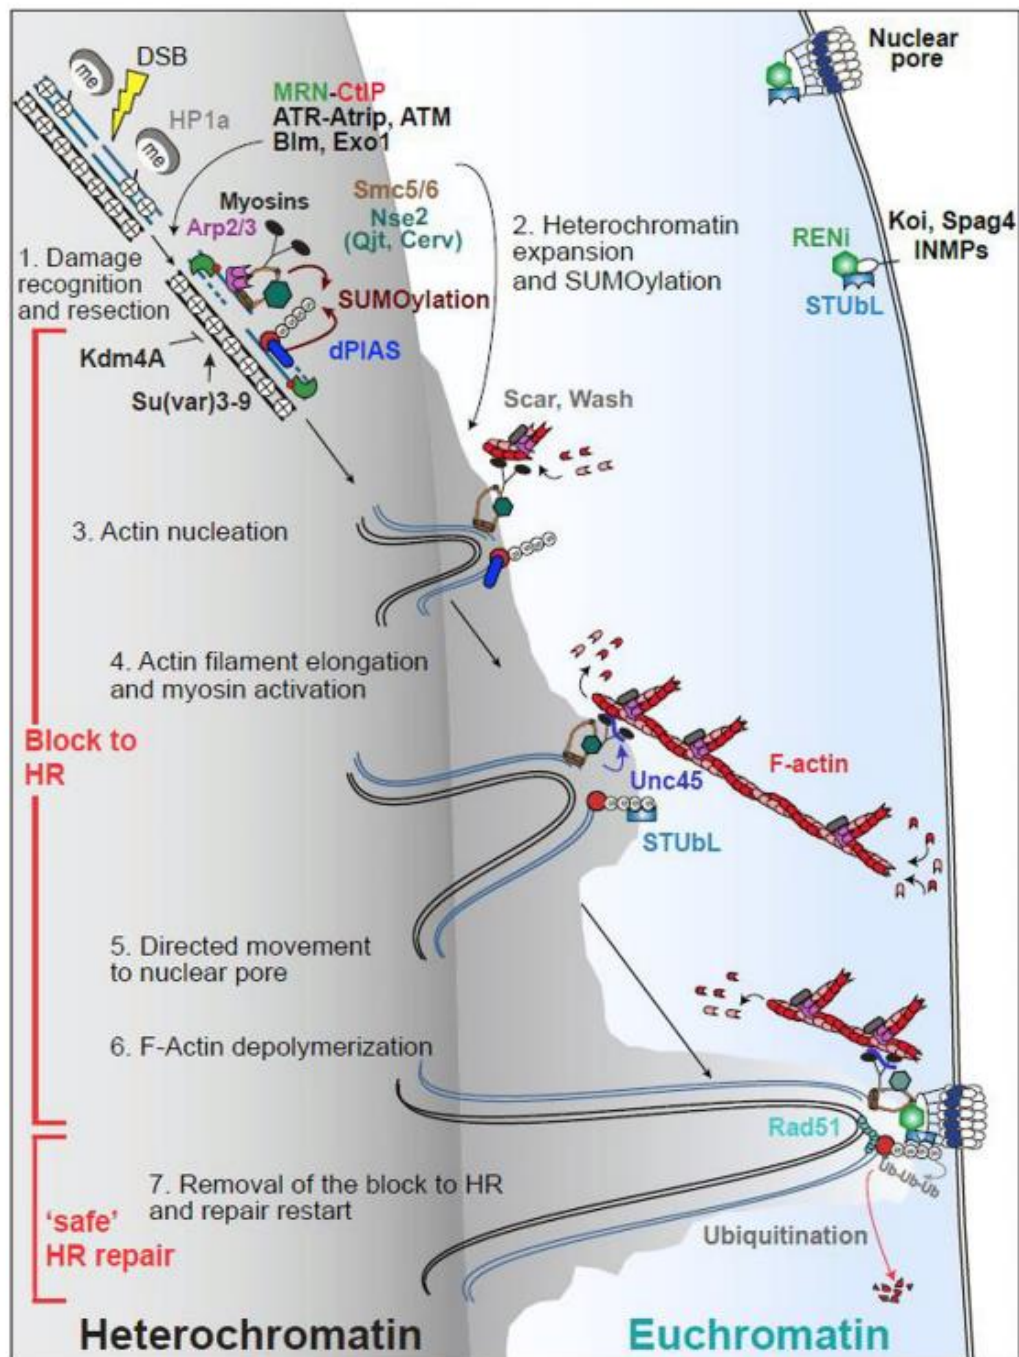 DSB
me
HP1a
me
MRN-CtIP
ATR-Atrip, ATM
Blm, Exo1
Nuclear
pore
Myosins
Arp2/3
Smc5/6
Nse2
(Qjt, Cerv)
2. Heterochromatin
expansion
and SUMOylation
RENi
Koi, Spag4
INMPs
STUbL
1. Damage
recognition
and resection
SUMOylation
dPIAS
Kdm4A
Su(var)3-9
Scar, Wash
3. Actin nucleation
4. Actin filament elongation
and myosin activation
Block to
HR
Unc45
F-actin
STUbL
5. Directed movement
to nuclear pore
6. F-Actin depolymerization
Rad51
Ub-Ub-Ub
7. Removal of the block to HR
and repair restart
'safe'
HR repair
Ubiquitination
Heterochromatin
Euchromatin